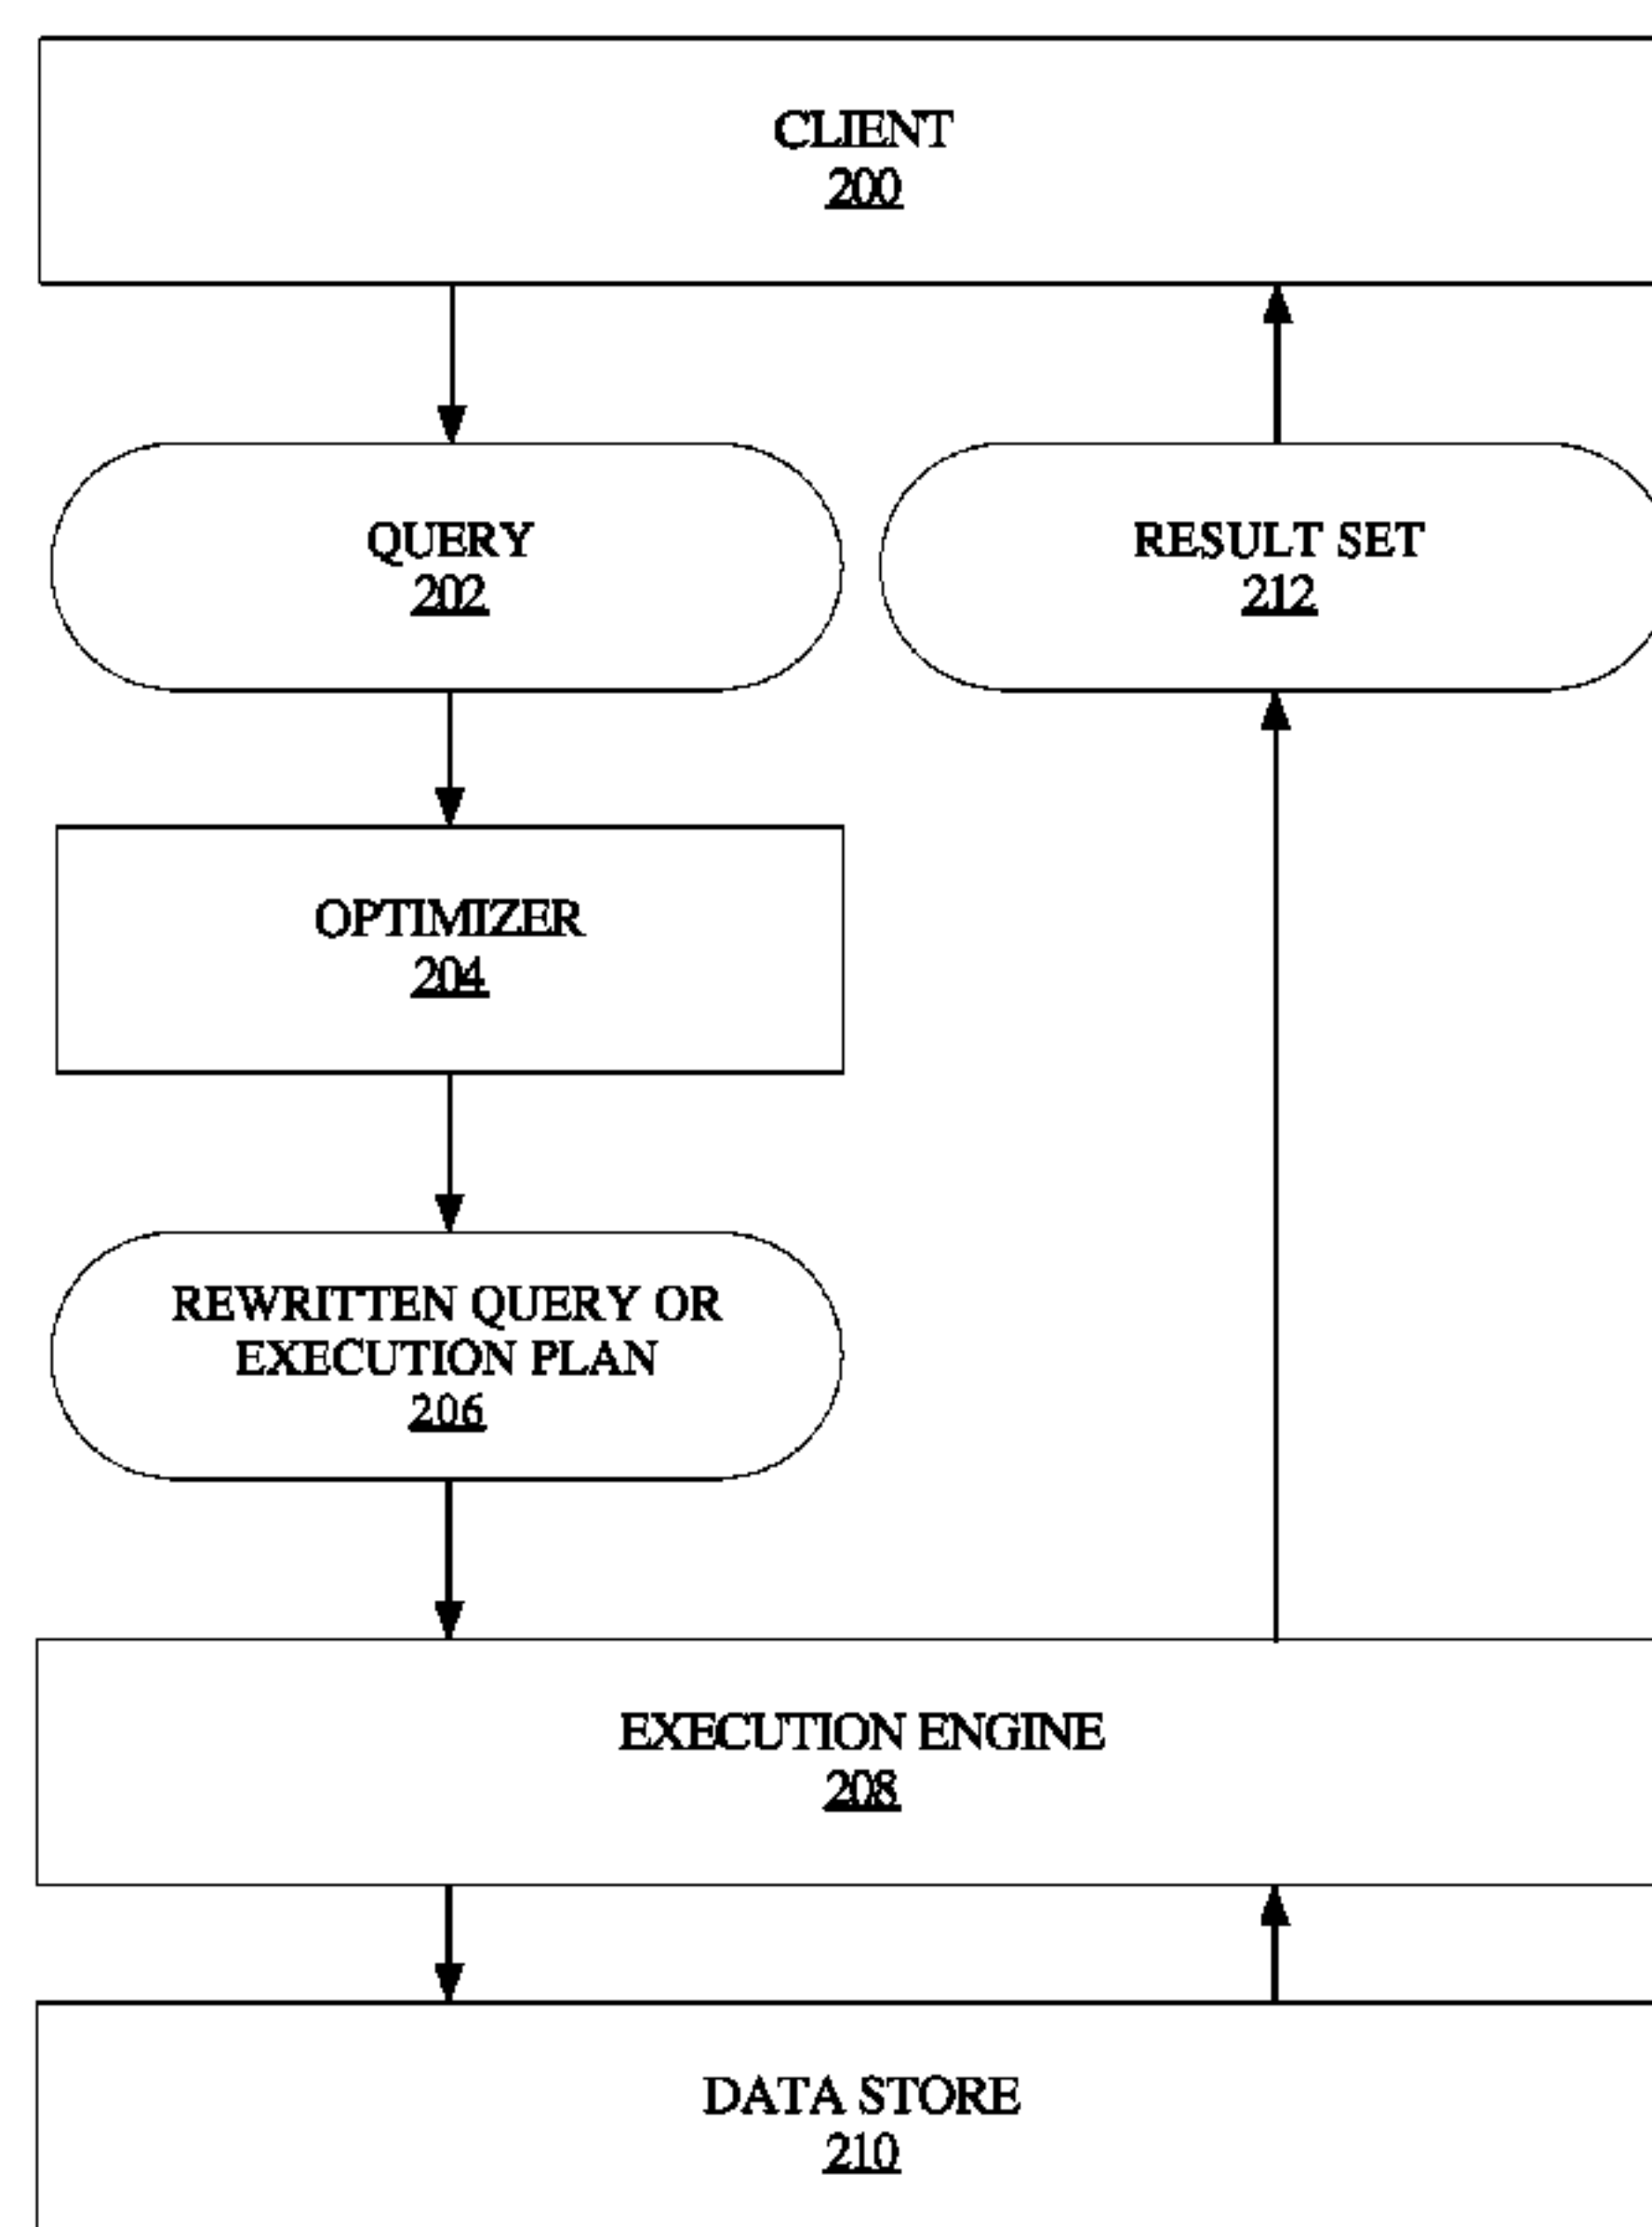 CLIENT
200
QUERY
202
RESULT SET
212
OPTIMIZER
204
REWRITTEN QUERY OR
EXECUTION PLAN
206
EXECUTION ENGINE
208
DATA STORE
210